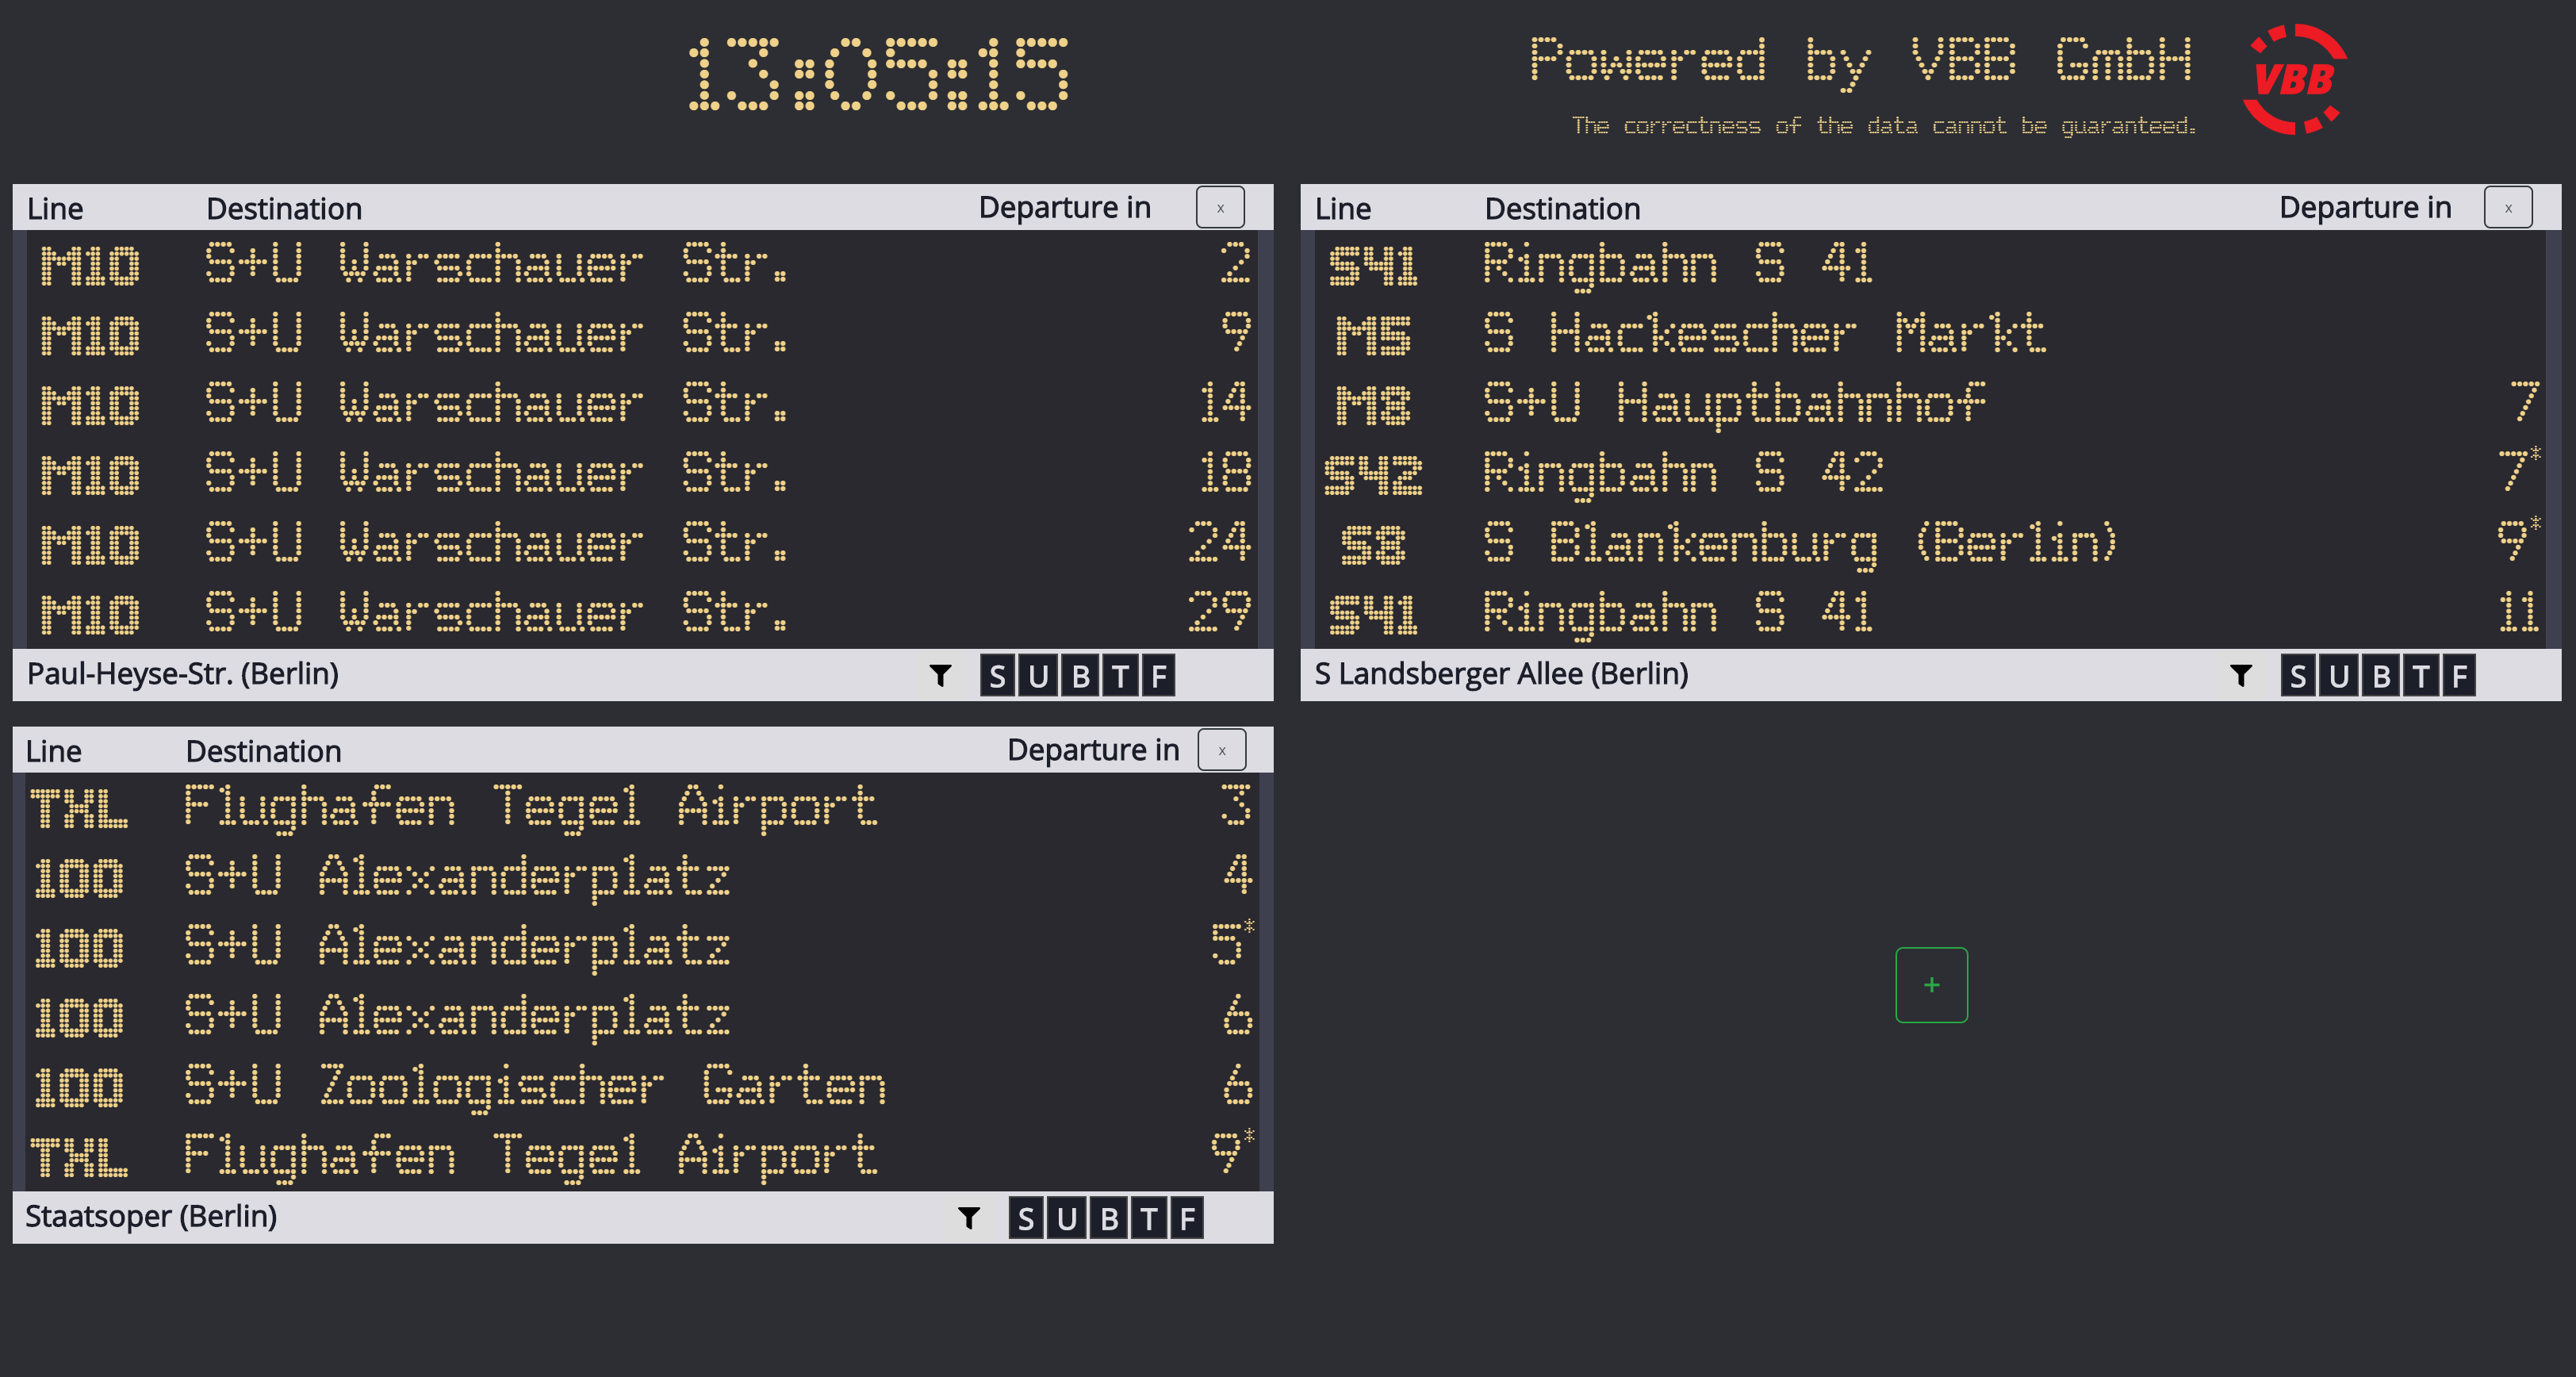 13:05:15
Powered by VBB GmbH
VBB
The correctness of the data cannot be guaranteed.
Line Destination Departure in x
M10 S+U Warschauer Str. 2
M10 S+U Warschauer Str. 9
M10 S+U Warschauer Str. 14
M10 S+U Warschauer Str. 18
M10 S+U Warschauer Str. 24
M10 S+U Warschauer Str. 29
Paul-Heyse-Str. (Berlin) S U B T F
Line Destination Departure in x
S41 Ringbahn S 41
M5 S Hackescher Markt
M8 S+U Hauptbahnhof 7
S42 Ringbahn S 42 7*
S8 S Blankenburg (Berlin) 9*
S41 Ringbahn S 41 11
S Landsberger Allee (Berlin) S U B T F
Line Destination Departure in x
TXL Flughafen Tegel Airport 3
100 S+U Alexanderplatz 4
100 S+U Alexanderplatz 5*
100 S+U Alexanderplatz 6
100 S+U Zoologischer Garten 6
TXL Flughafen Tegel Airport 9*
Staatsoper (Berlin) S U B T F
+